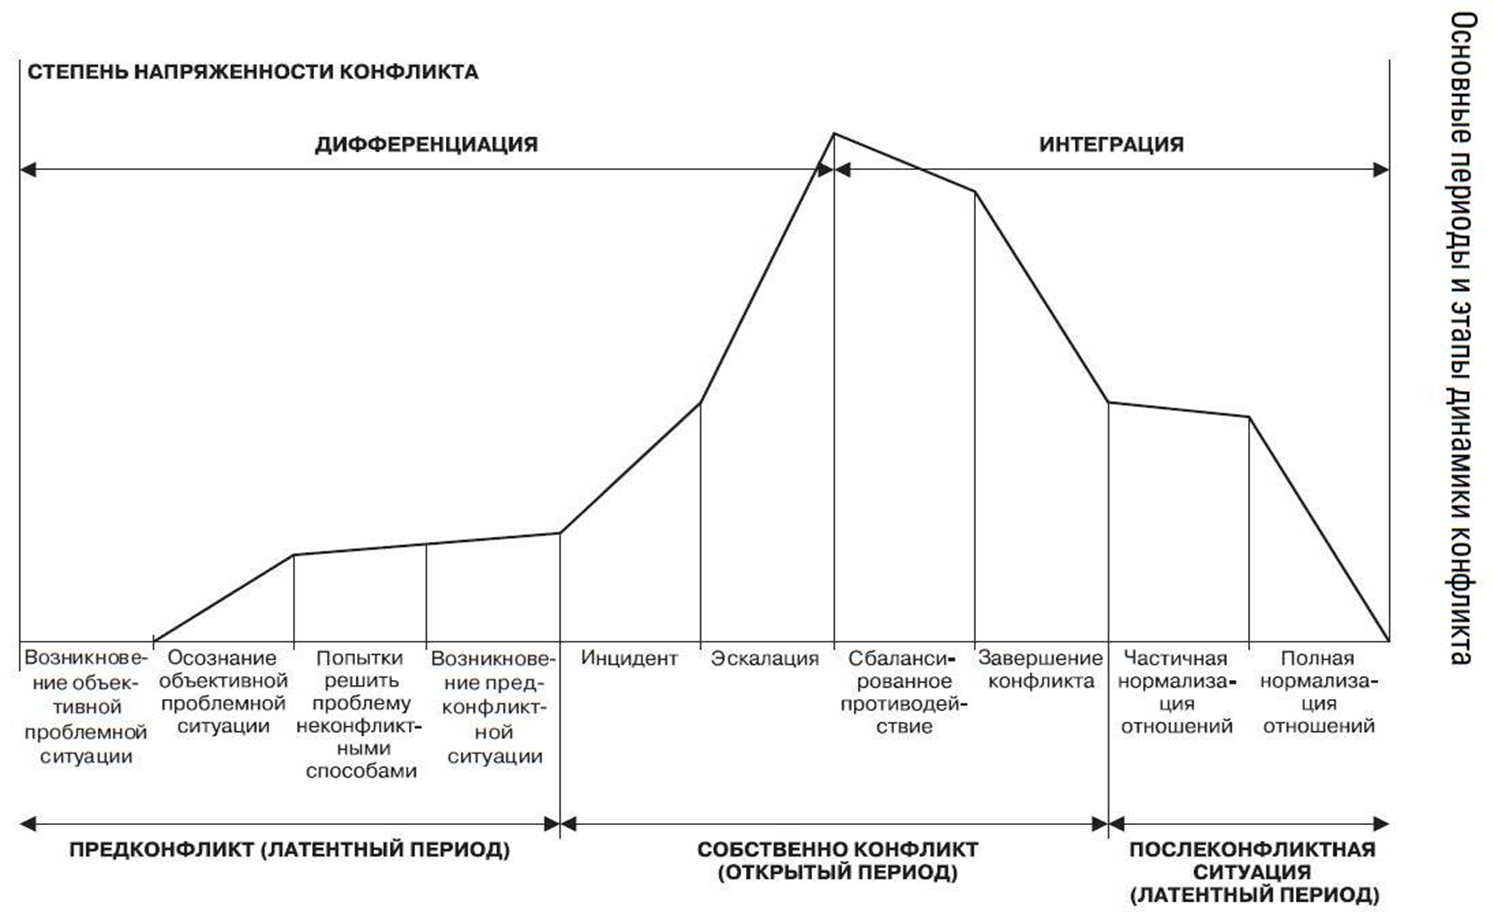 СТЕПЕНЬ НАПРЯЖЕННОСТИ КОНФЛИКТА
ДИФФЕРЕНЦИАЦИЯ
ИНТЕГРАЦИЯ
Возникнове-
ние объек-
тивной
проблемной
ситуации
Осознание
объективной
проблемной
ситуации
Попытки
решить
проблему
неконфликт-
ными
способами
Возникнове-
ние пред-
конфликт-
ной
ситуации
Инцидент
Эскалация
Сбаланси-
рованное
противодей-
ствие
Завершение
конфликта
Частичная
нормализа-
ция
отношений
Полная
нормализа-
ция
отношений
ПРЕДКОНФЛИКТ (ЛАТЕНТНЫЙ ПЕРИОД)
СОБСТВЕННО КОНФЛИКТ
(ОТКРЫТЫЙ ПЕРИОД)
ПОСЛЕКОНФЛИКТНАЯ
СИТУАЦИЯ
(ЛАТЕНТНЫЙ ПЕРИОД)
Основные периоды и этапы динамики конфликта